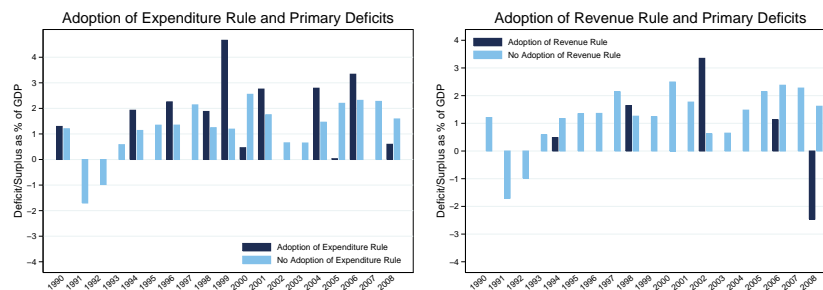 Adoption of Expenditure Rule and Primary Deficits
Deficit/Surplus as % of GDP
4
3
2
1
0
−1
−2
−3
−4
Adoption of Expenditure Rule
No Adoption of Expenditure Rule
1990 1991 1992 1993 1994 1995 1996 1997 1998 1999 2000 2001 2002 2003 2004 2005 2006 2007 2008
Adoption of Revenue Rule and Primary Deficits
Deficit/Surplus as % of GDP
4
3
2
1
0
−1
−2
−3
−4
Adoption of Revenue Rule
No Adoption of Revenue Rule
1990 1991 1992 1993 1994 1995 1996 1997 1998 1999 2000 2001 2002 2003 2004 2005 2006 2007 2008